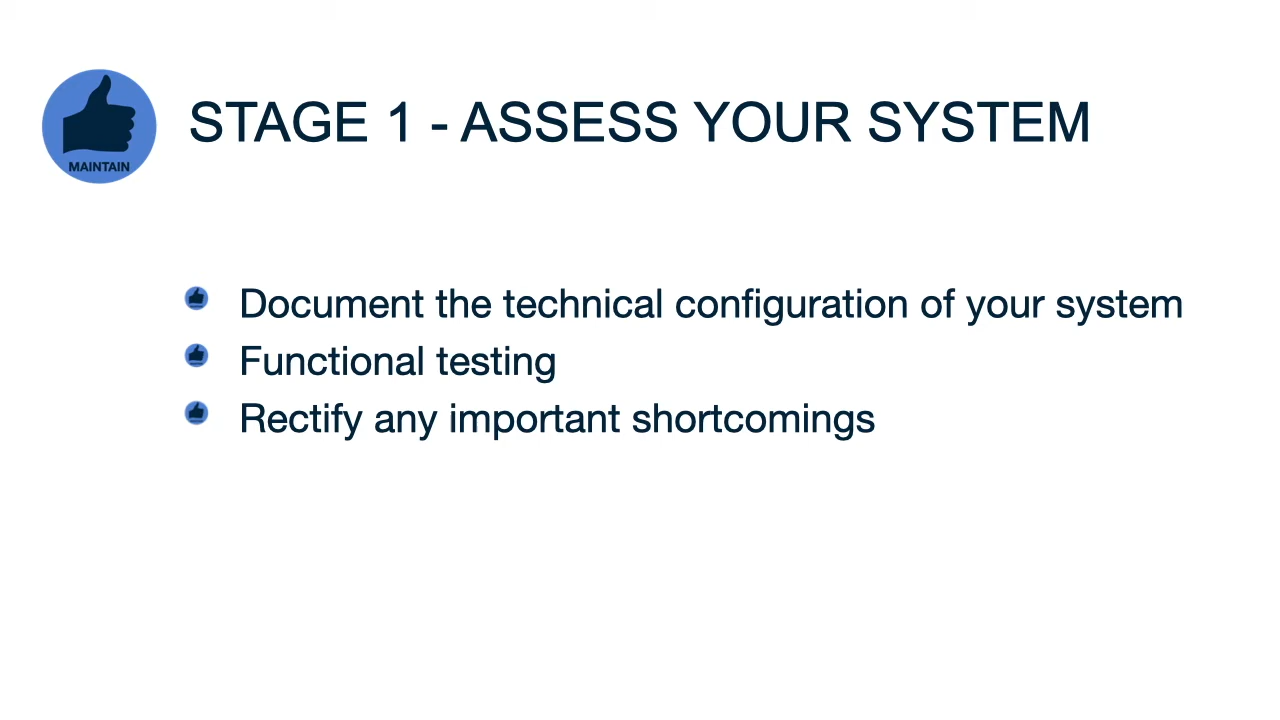 MAINTAIN
STAGE 1 - ASSESS YOUR SYSTEM
Document the technical configuration of your system
Functional testing
Rectify any important shortcomings